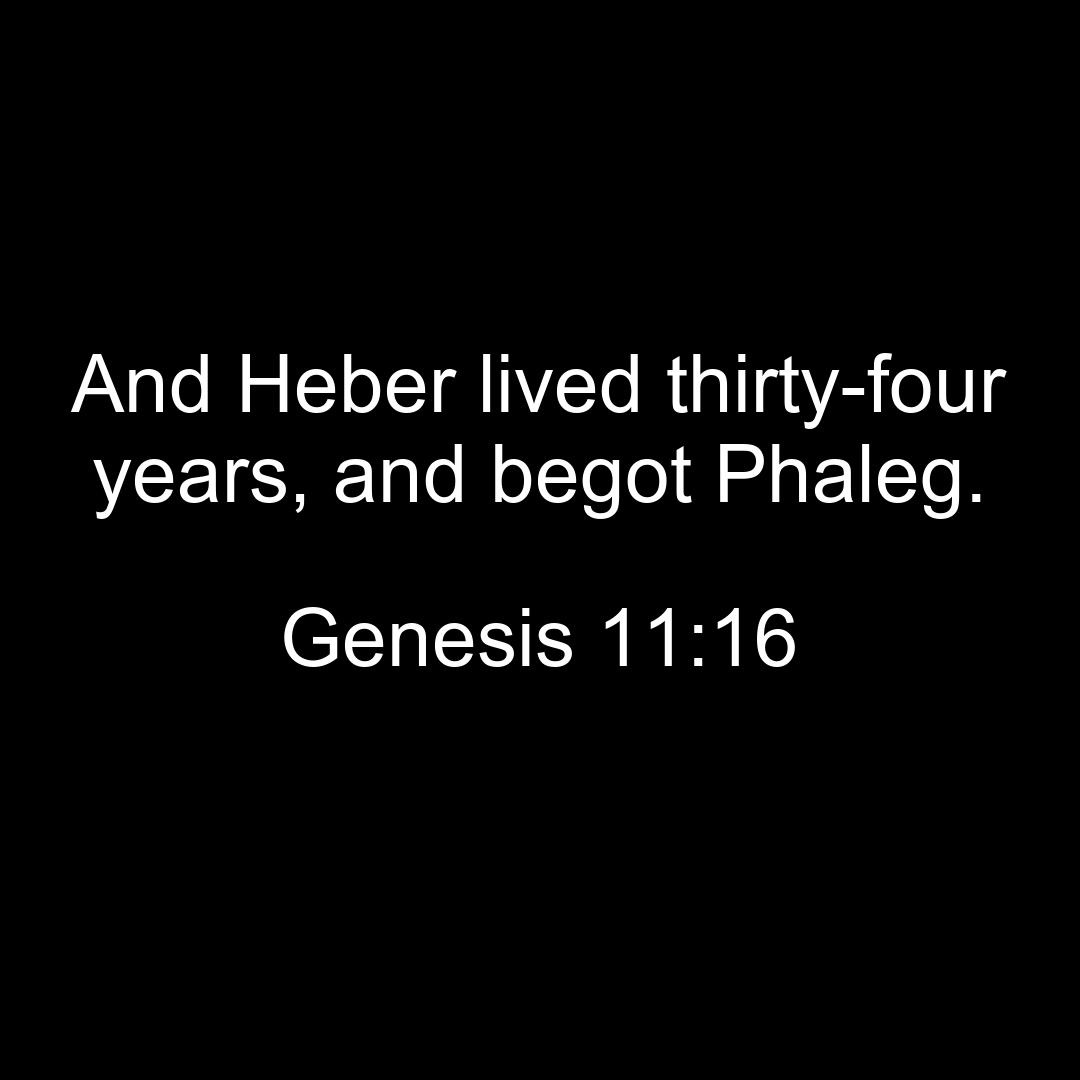 And Heber lived thirty-four
years, and begot Phaleg.
Genesis 11:16